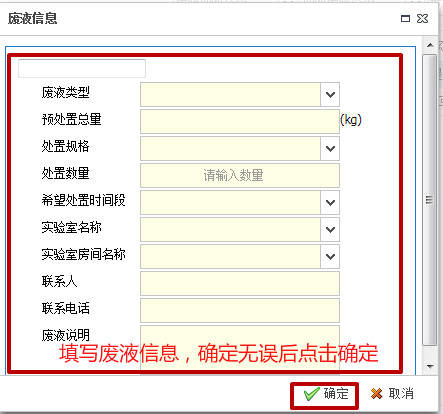 废液信息
废液类型
预处置总量 (kg)
处置规格
处置数量 请输入数量
希望处置时间段
实验室名称
实验室房间名称
联系人
联系电话
废液说明
填写废液信息，确定无误后点击确定
确定 取消